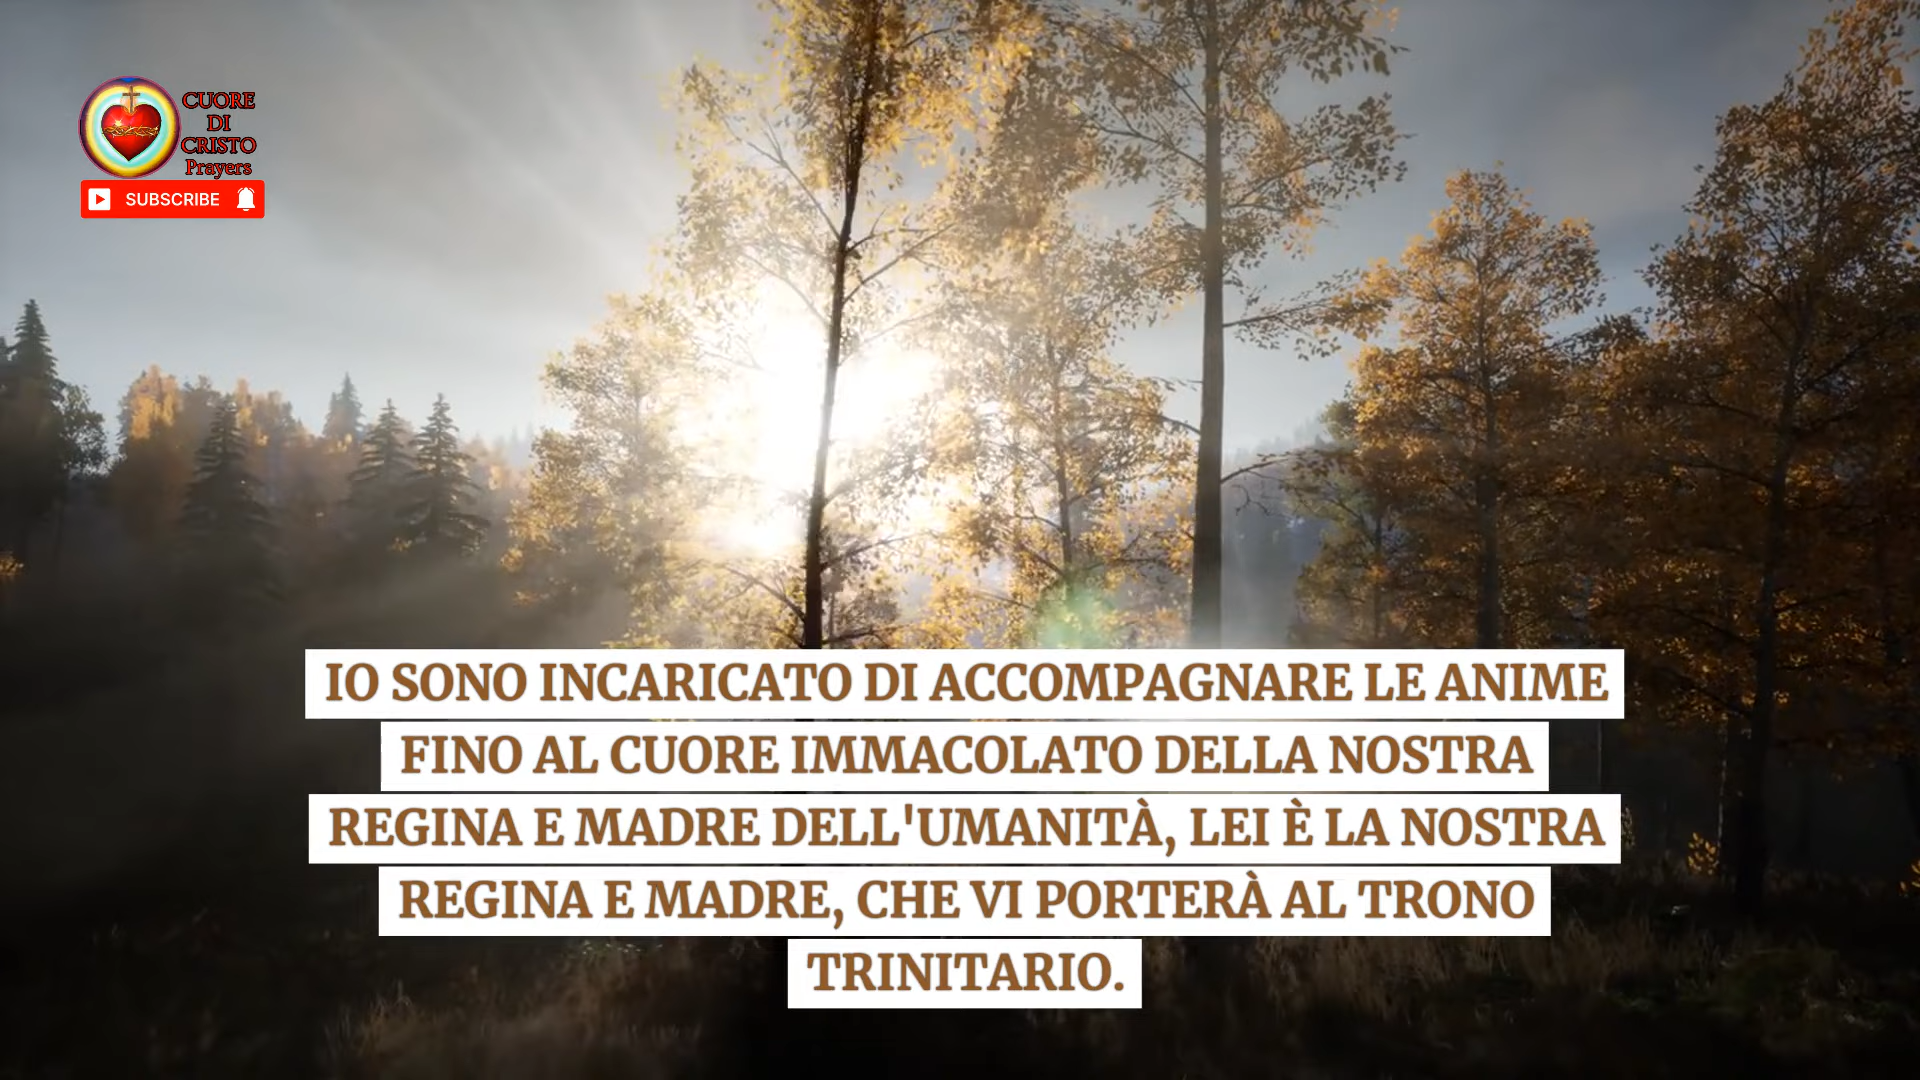 CUORE
DI
CRISTO
Prayers
SUBSCRIBE
IO SONO INCARICATO DI ACCOMPAGNARE LE ANIME
FINO AL CUORE IMMACOLATO DELLA NOSTRA
REGINA E MADRE DELL'UMANITÀ, LEI È LA NOSTRA
REGINA E MADRE, CHE VI PORTERÀ AL TRONO
TRINITARIO.